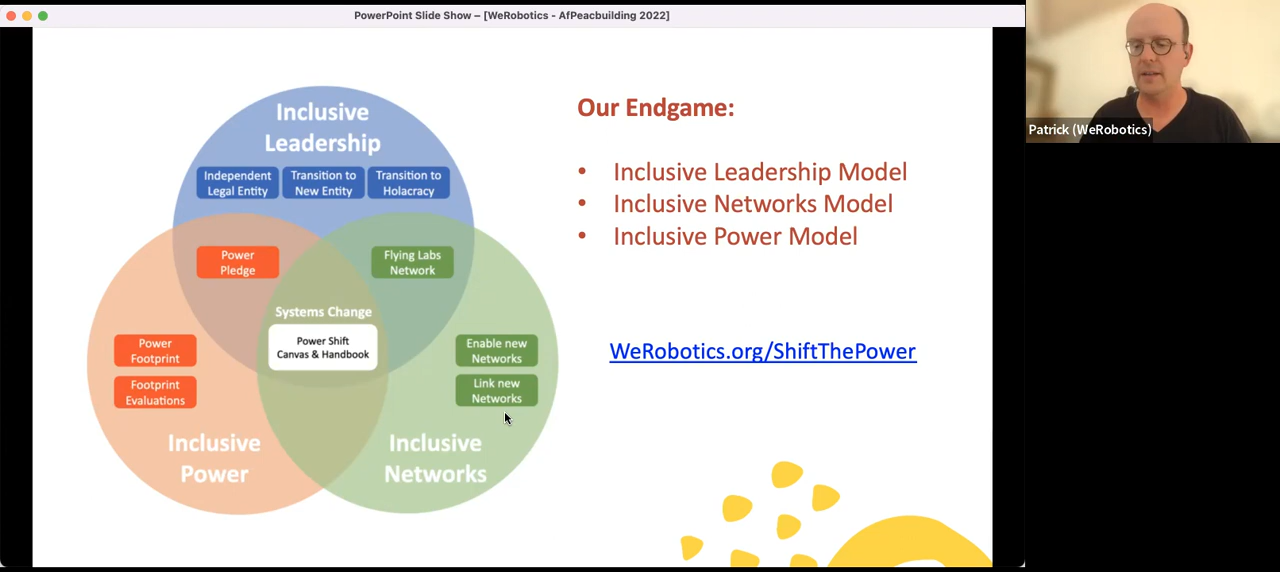 PowerPoint Slide Show – [WeRobotics - AfPeacbuilding 2022]
Inclusive
Leadership
Independent
Legal Entity
Transition to
New Entity
Transition to
Holacracy
Power
Pledge
Flying Labs
Network
Systems Change
Power Shift
Canvas & Handbook
Power
Footprint
Footprint
Evaluations
Enable new
Networks
Link new
Networks
Inclusive
Power
Inclusive
Networks
Our Endgame:
• Inclusive Leadership Model
• Inclusive Networks Model
• Inclusive Power Model
WeRobotics.org/ShiftThePower
Patrick (WeRobotics)